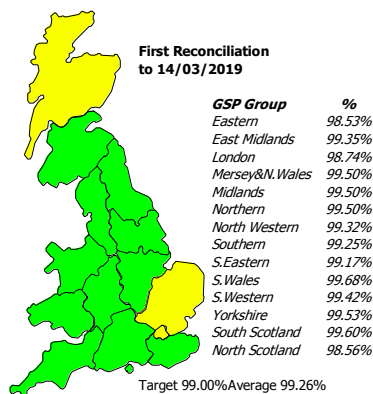 First Reconciliation
to 14/03/2019
GSP Group %
Eastern 98.53%
East Midlands 99.35%
London 98.74%
Mersey&N.Wales 99.50%
Midlands 99.50%
Northern 99.50%
North Western 99.32%
Southern 99.25%
S.Eastern 99.17%
S.Wales 99.68%
S.Western 99.42%
Yorkshire 99.53%
South Scotland 99.60%
North Scotland 98.56%
Target 99.00%Average 99.26%